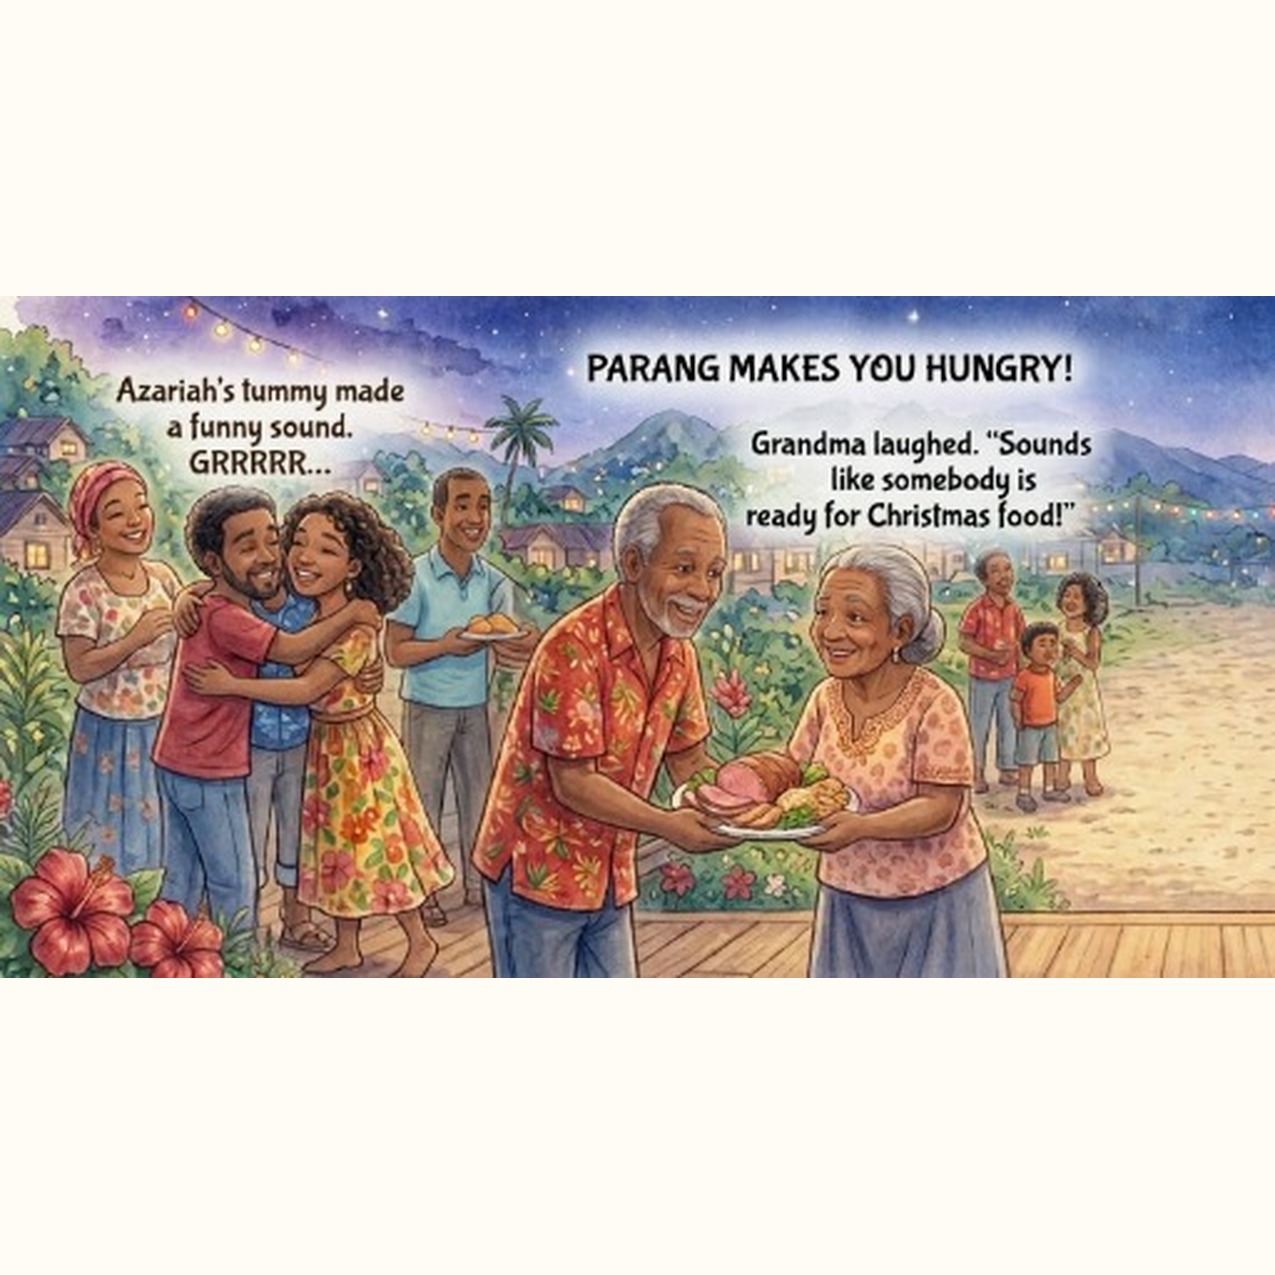 Azariah's tummy made
a funny sound.
GRRRRR...
PARANG MAKES YOU HUNGRY!
Grandma laughed. "Sounds
like somebody is
ready for Christmas food!"